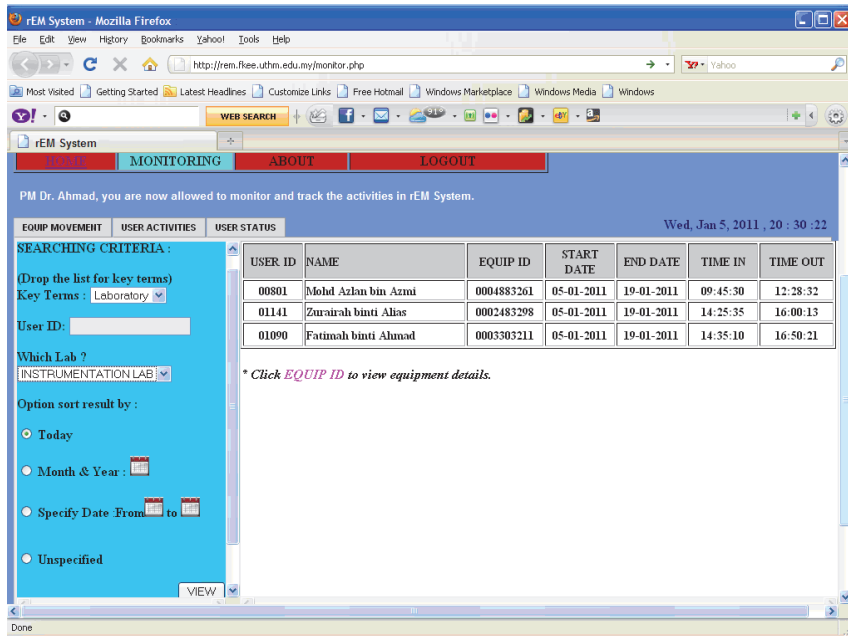 rEM System - Mozilla Firefox
File Edit View History Bookmarks Yahoo! Tools Help
http://rem.fkee.uthm.edu.my/monitor.php Yahoo
Most Visited Getting Started Latest Headlines Customize Links Free Hotmail Windows Marketplace Windows Media Windows
WEB SEARCH
rEM System
HOME MONITORING ABOUT LOGOUT
PM Dr. Ahmad, you are now allowed to monitor and track the activities in rEM System.
EQUIP MOVEMENT USER ACTIVITIES USER STATUS Wed, Jan 5, 2011 , 20 : 30 :22
SEARCHING CRITERIA :
(Drop the list for key terms)
Key Terms : Laboratory
User ID:
Which Lab ?
INSTRUMENTATION LAB
Option sort result by :
Today
Month & Year :
Specify Date :From to
Unspecified
VIEW
USER ID NAME EQUIP ID START DATE END DATE TIME IN TIME OUT
00801 Mohd Azlan bin Azmi 0004883261 05-01-2011 19-01-2011 09:45:30 12:28:32
01141 Zurairah binti Alias 0002483298 05-01-2011 19-01-2011 14:25:35 16:00:13
01090 Fatimah binti Ahmad 0003303211 05-01-2011 19-01-2011 14:35:10 16:50:21
* Click EQUIP ID to view equipment details.
Done